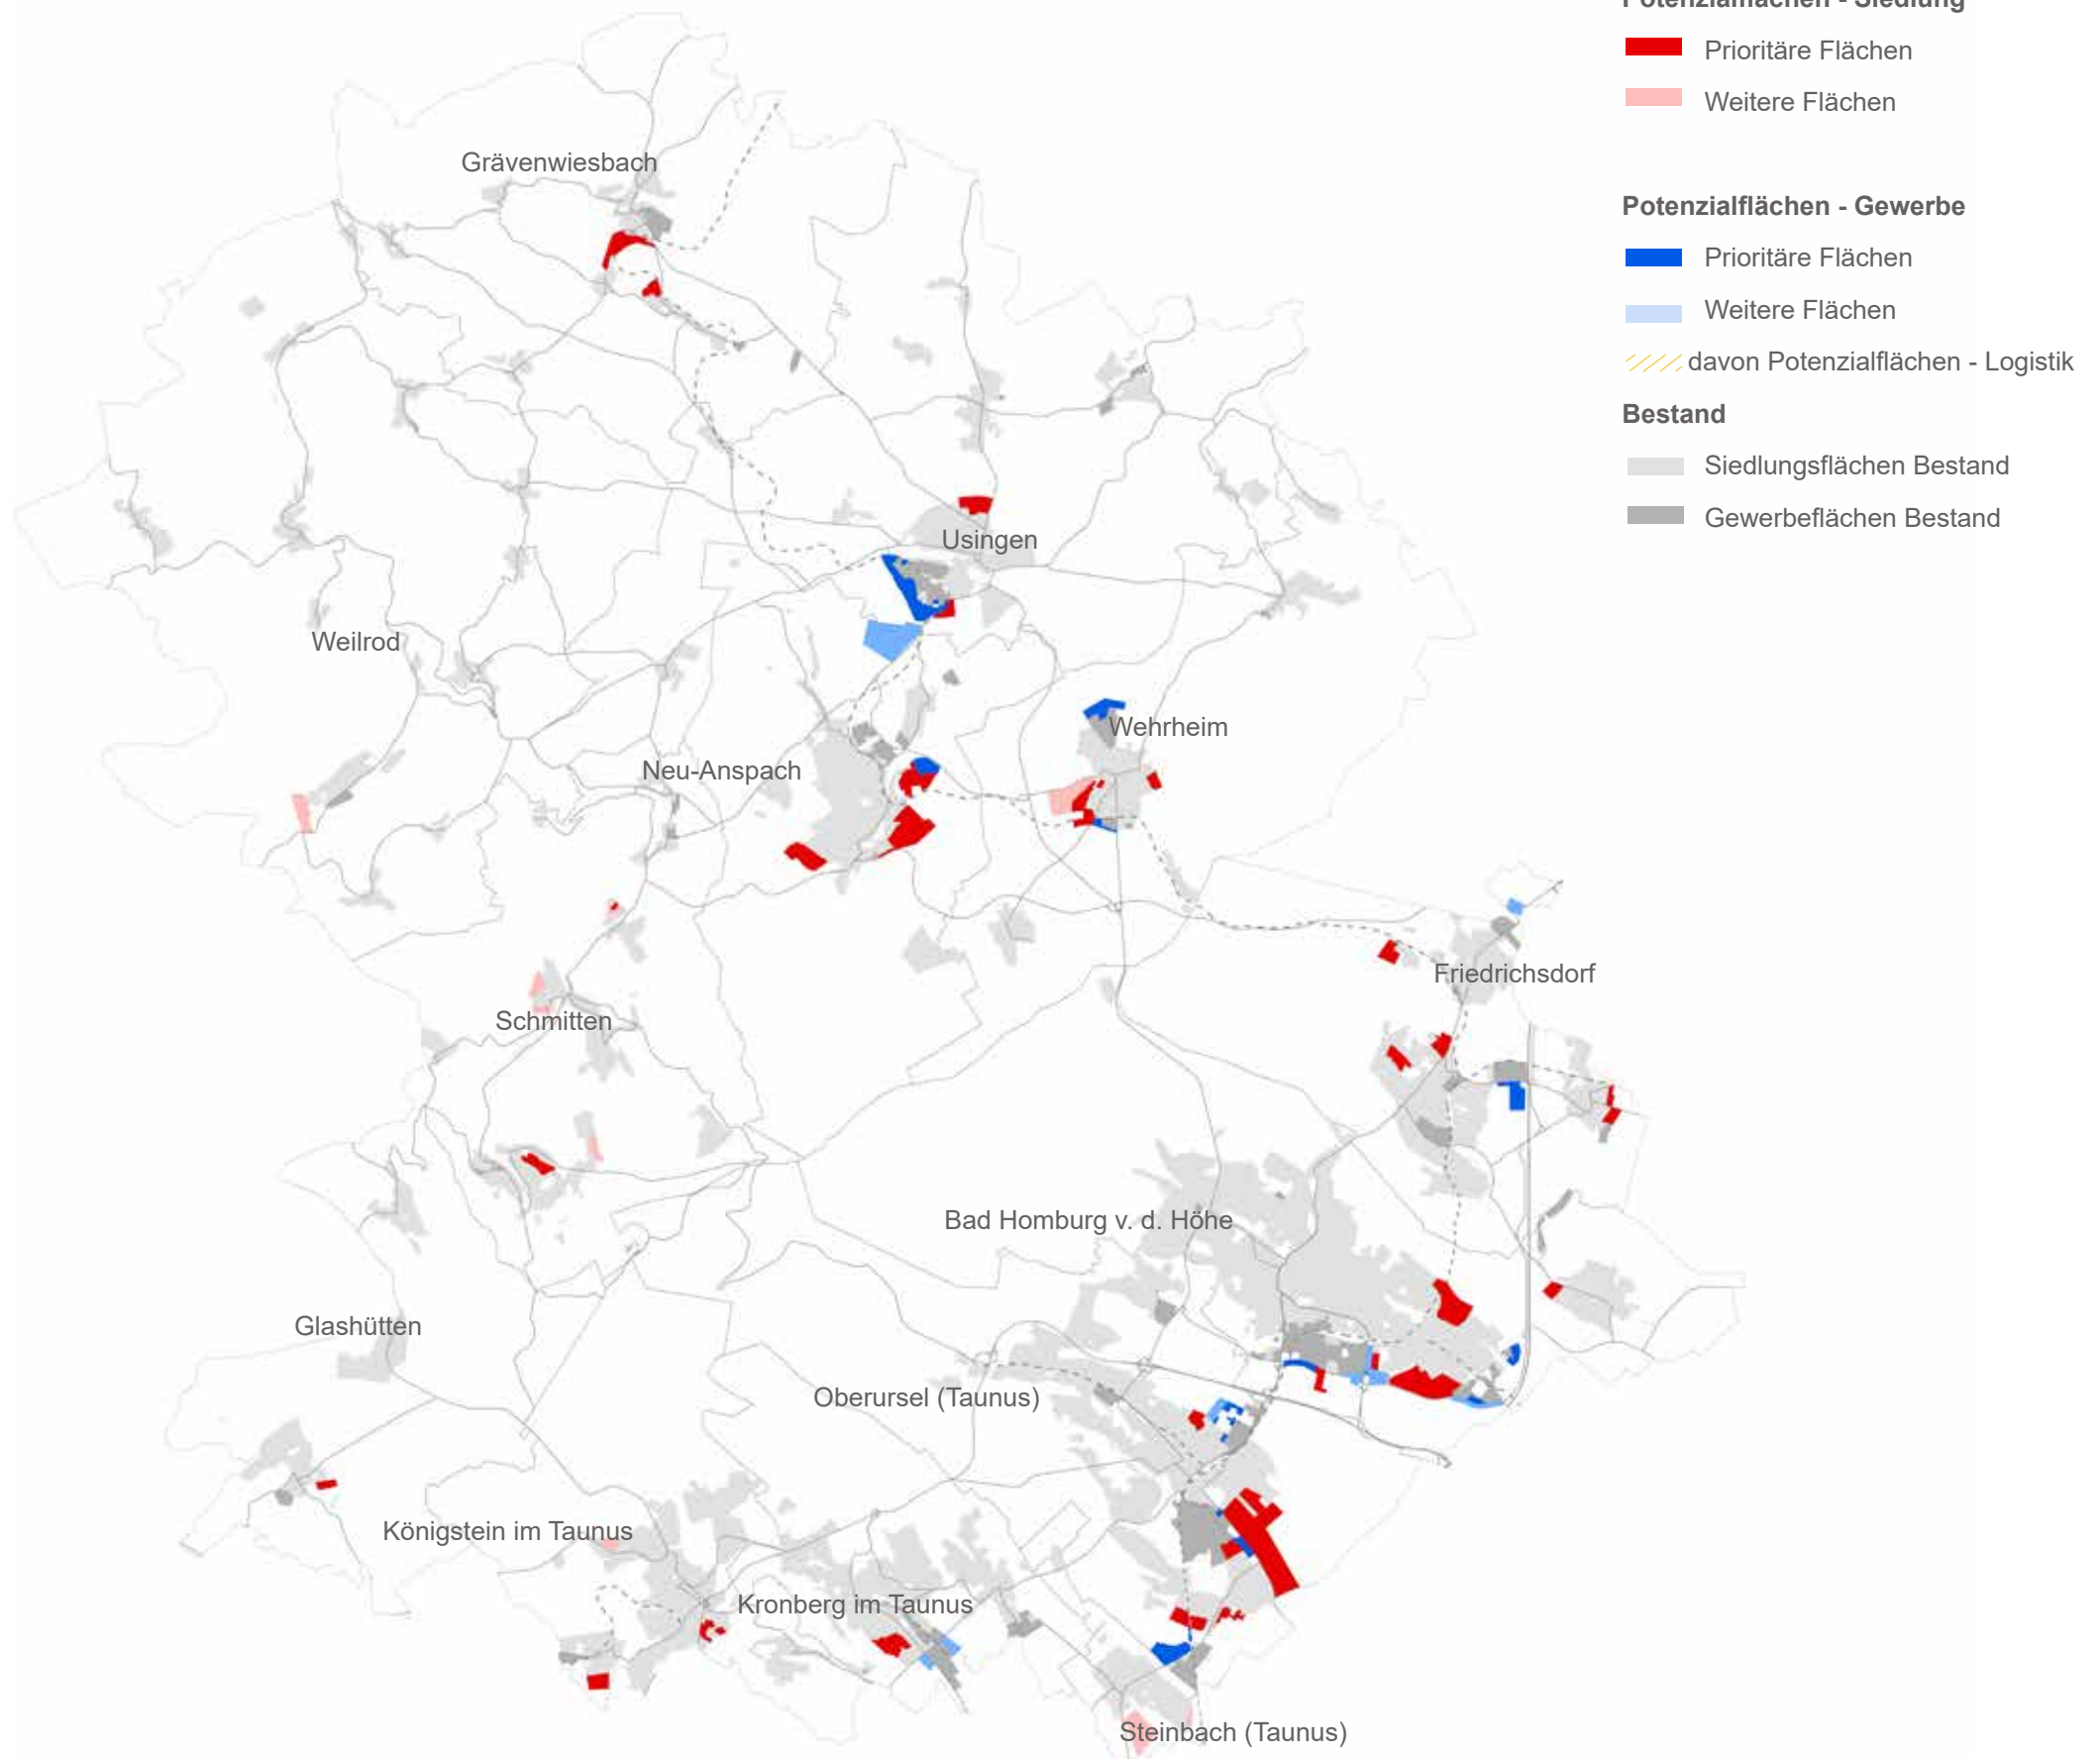 Potenzialflächen - Siedlung
Prioritäre Flächen
Weitere Flächen
Potenzialflächen - Gewerbe
Prioritäre Flächen
Weitere Flächen
davon Potenzialflächen - Logistik
Bestand
Siedlungsflächen Bestand
Gewerbeflächen Bestand
Grävenwiesbach
Usingen
Weilrod
Wehrheim
Neu-Anspach
Friedrichsdorf
Schmitten
Bad Homburg v. d. Höhe
Glashütten
Oberursel (Taunus)
Königstein im Taunus
Kronberg im Taunus
Steinbach (Taunus)